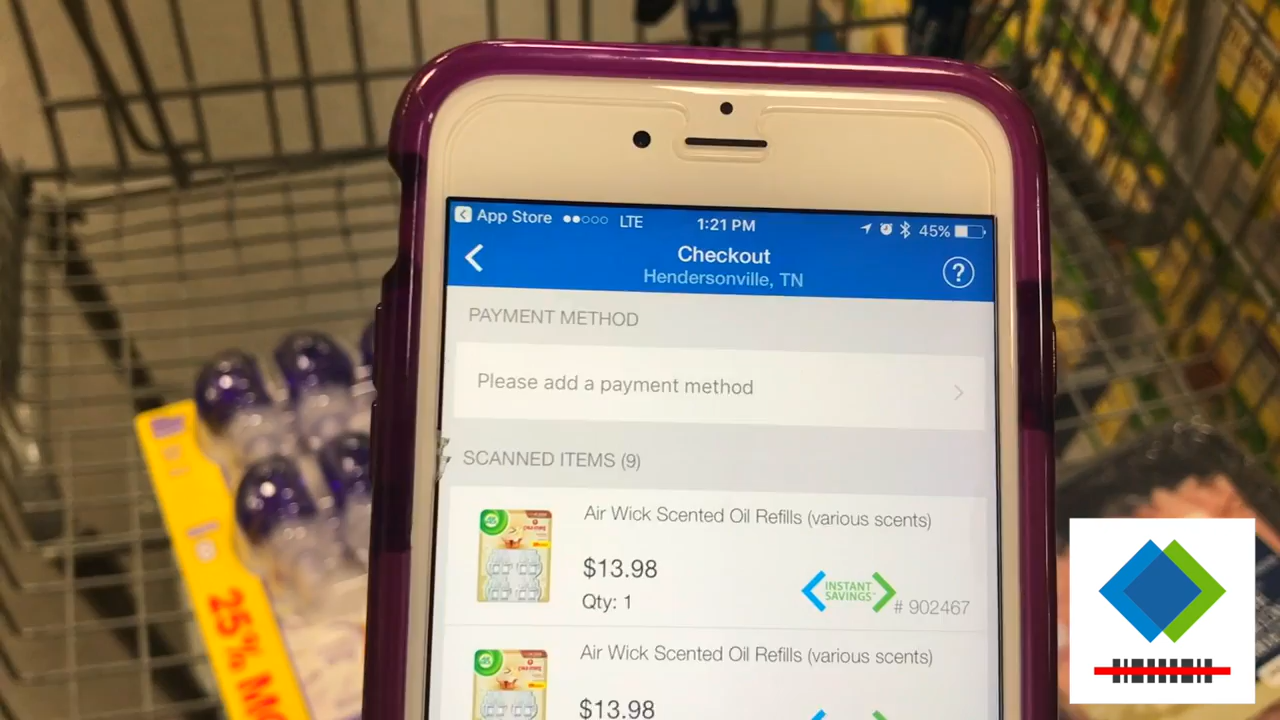 App Store LTE 1:21 PM 45%
Checkout
Hendersonville, TN
?
PAYMENT METHOD
Please add a payment method
SCANNED ITEMS (9)
Air Wick Scented Oil Refills (various scents)
$13.98
Qty: 1
INSTANT
SAVINGS
# 902467
Air Wick Scented Oil Refills (various scents)
$13.98
25% Mo